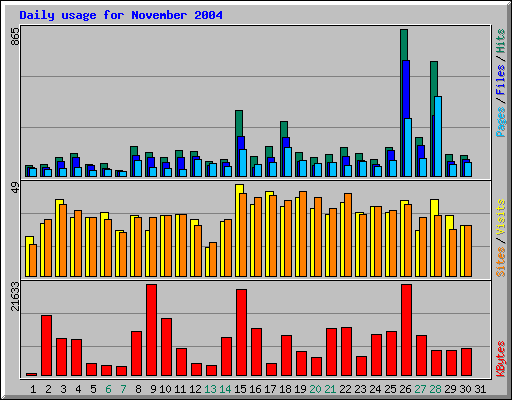 Daily usage for November 2004
865
Pages / Files / Hits
49
Sites / Visits
21633
KBytes
1 2 3 4 5 6 7 8 9 10 11 12 13 14 15 16 17 18 19 20 21 22 23 24 25 26 27 28 29 30 31